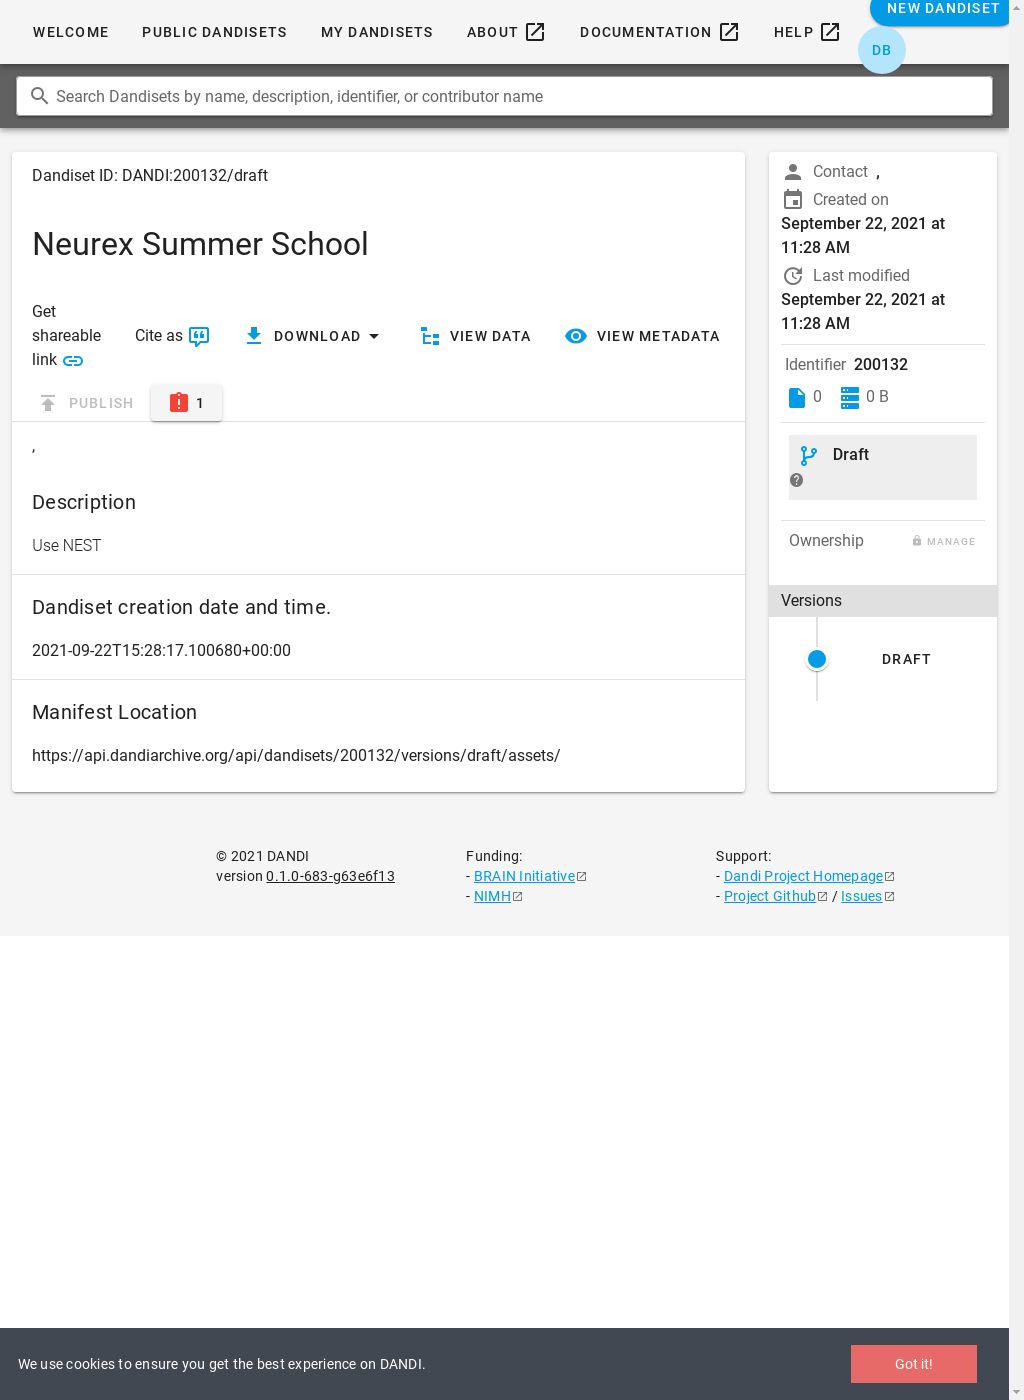 WELCOME PUBLIC DANDISETS MY DANDISETS ABOUT DOCUMENTATION HELP NEW DANDISET
DB
Search Dandisets by name, description, identifier, or contributor name
Dandiset ID: DANDI:200132/draft
Neurex Summer School
Get shareable link
Cite as
DOWNLOAD
VIEW DATA
VIEW METADATA
PUBLISH
1
,
Description
Use NEST
Dandiset creation date and time.
2021-09-22T15:28:17.100680+00:00
Manifest Location
https://api.dandiarchive.org/api/dandisets/200132/versions/draft/assets/
Contact ,
Created on
September 22, 2021 at
11:28 AM
Last modified
September 22, 2021 at
11:28 AM
Identifier 200132
0 0 B
Draft
Ownership MANAGE
Versions
DRAFT
© 2021 DANDI
version 0.1.0-683-g63e6f13
Funding:
- BRAIN Initiative
- NIMH
Support:
- Dandi Project Homepage
- Project Github / Issues
We use cookies to ensure you get the best experience on DANDI.
Got it!